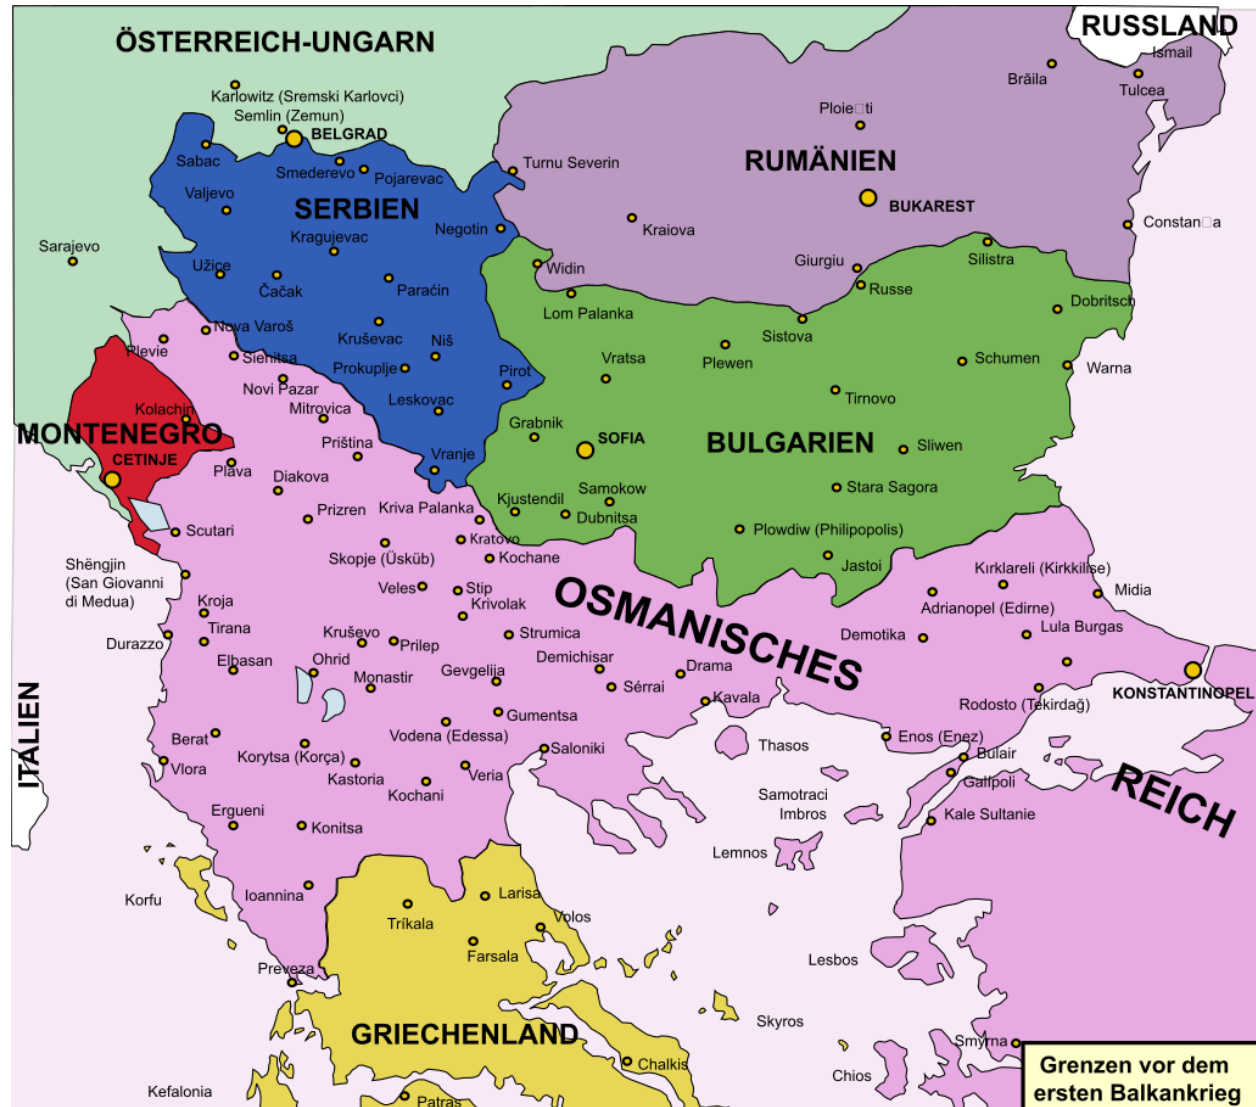 ÖSTERREICH-UNGARN
RUSSLAND
Ismail
Brăila
Tulcea
Karlowitz (Sremski Karlovci)
Semlin (Zemun)
BELGRAD
Ploie□ti
Sabac
Smederevo
Pojarevac
Turnu Severin
RUMÄNIEN
Valjevo
SERBIEN
BUKAREST
Kragujevac
Negotin
Kraiova
Constan□a
Sarajevo
Užice
Čačak
Paraćin
Widin
Giurgiu
Silistra
Russe
Lom Palanka
Dobritsch
Nova Varoš
Kruševac
Niš
Sistova
Plevie
Sienitsa
Prokuplje
Vratsa
Plewen
Schumen
Warna
Novi Pazar
Pirot
Mitrovica
Leskovac
Tirnovo
Kolachin
Grabnik
SOFIA
BULGARIEN
Sliwen
MONTENEGRO
CETINJE
Priština
Vranje
Plava
Diakova
Samokow
Stara Sagora
Prizren
Kriva Palanka
Kjustendil
Dubnitsa
Plowdiw (Philipopolis)
Scutari
Skopje (Üsküb)
Kratovo
Kochane
Jastoi
Shëngjin
(San Giovanni
di Medua)
Veles
Stip
OSMANISCHES
Kırklareli (Kirkkilise)
Midia
Kroja
Krivolak
Adrianopel (Edirne)
Tirana
Durazzo
Kruševo
Prilep
Strumica
Demotika
Lula Burgas
Elbasan
Ohrid
Monastir
Gevgelija
Demichisar
Drama
Sérrai
KONSTANTINOPEL
Kavala
Rodosto (Tekirdağ)
Gumentsa
ITALIEN
Berat
Vodena (Edessa)
Enos (Enez)
Korytsa (Korça)
Saloniki
Thasos
Bulair
Vlora
Kastoria
Veria
Gallpoli
Kochani
Samotraci
REICH
Ergueni
Konitsa
Imbros
Kale Sultanie
Lemnos
Korfu
Ioannina
Larisa
Tríkala
Volos
Farsala
Lesbos
Preveza
Skyros
GRIECHENLAND
Smyrna
Chalkis
Chios
Kefalonia
Patras
Grenzen vor dem
ersten Balkankrieg